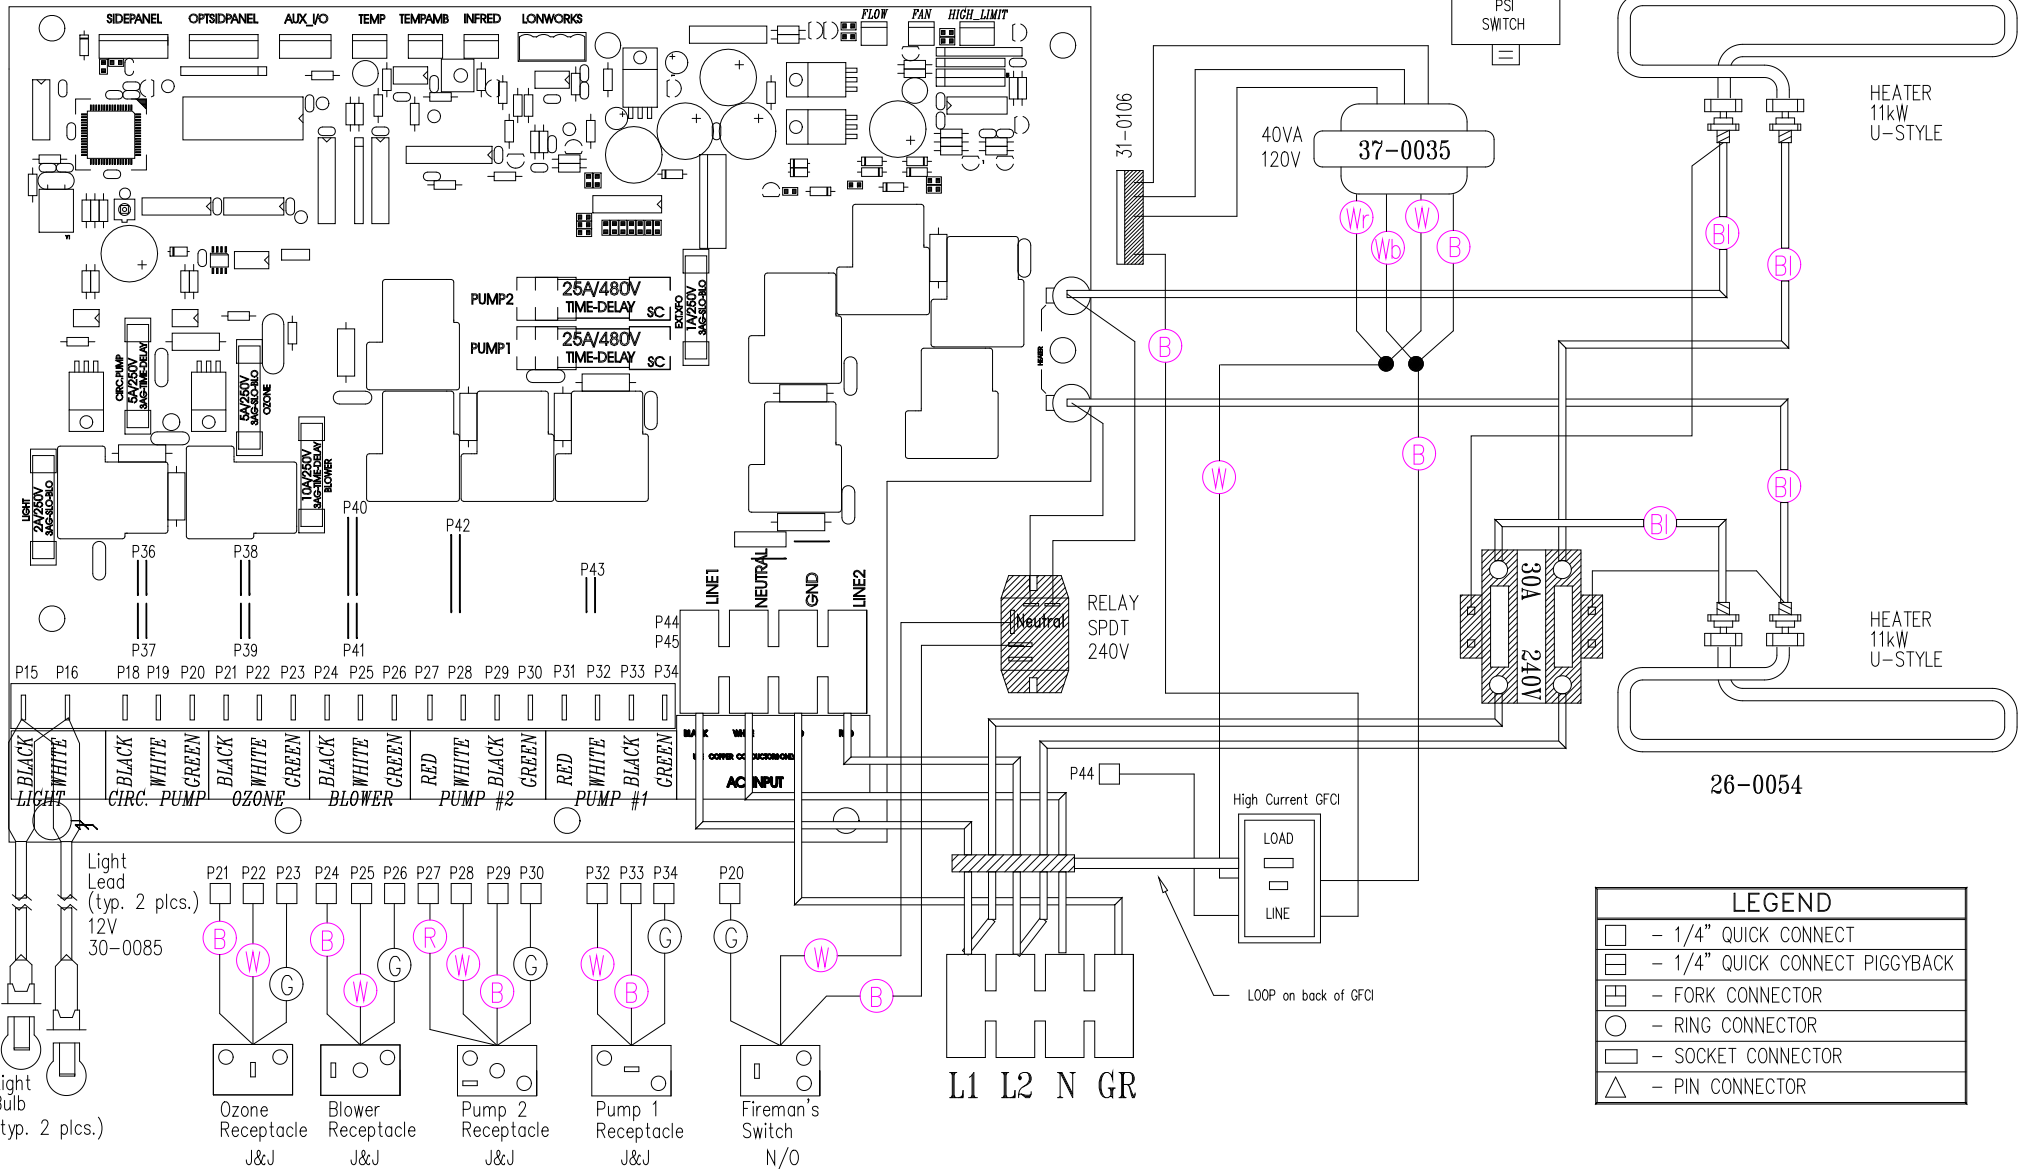 SIDEPANEL
OPTSIDPANEL
AUX_I/O
TEMP
TEMPAMB
INFRED
LONWORKS
FLOW
FAN
HIGH_LIMIT
PSI
SWITCH
HEATER
11kW
U-STYLE
31-0106
40VA
120V
37-0035
Wr
Wb
W
B
Bl
Bl
PUMP2
25A/480V
TIME-DELAY
SC
PUMP1
25A/480V
TIME-DELAY
SC
EXT.XFO
1A/250V
3AG-SLO-BLO
HEATER
CIRC.PUMP
5A/250V
3AG-TIME-DELAY
5A/250V
3AG-SLO-BLO
OZONE
10A/250V
3AG-TIME-DELAY
BLOWER
LIGHT
2A/250V
3AG-SLO-BLO
B
W
B
Bl
Bl
P36
P38
P40
P42
P43
P37
P39
P41
LINE1
NEUTRAL
GND
LINE2
P44
P45
Neutral
RELAY
SPDT
240V
30A 240V
HEATER
11kW
U-STYLE
26-0054
P15
P16
P18
P19
P20
P21
P22
P23
P24
P25
P26
P27
P28
P29
P30
P31
P32
P33
P34
BLACK
WHITE
BLACK
WHITE
GREEN
BLACK
WHITE
GREEN
BLACK
WHITE
GREEN
RED
WHITE
BLACK
GREEN
RED
WHITE
BLACK
GREEN
LIGHT
CIRC. PUMP
OZONE
BLOWER
PUMP #2
PUMP #1
COPPER CONDUCTORS ONLY
AC INPUT
P44
High Current GFCI
LOAD
LINE
LOOP on back of GFCI
Light
Lead
(typ. 2 plcs.)
12V
30-0085
P21
P22
P23
P24
P25
P26
P27
P28
P29
P30
P32
P33
P34
P20
B
W
G
B
W
G
R
W
B
G
W
B
G
G
W
B
L1
L2
N
GR
2 plcs.)
Ozone
Receptacle
J&J
Blower
Receptacle
J&J
Pump 2
Receptacle
J&J
Pump 1
Receptacle
J&J
Fireman's
Switch
N/O
LEGEND
- 1/4" QUICK CONNECT
- 1/4" QUICK CONNECT PIGGYBACK
- FORK CONNECTOR
- RING CONNECTOR
- SOCKET CONNECTOR
- PIN CONNECTOR